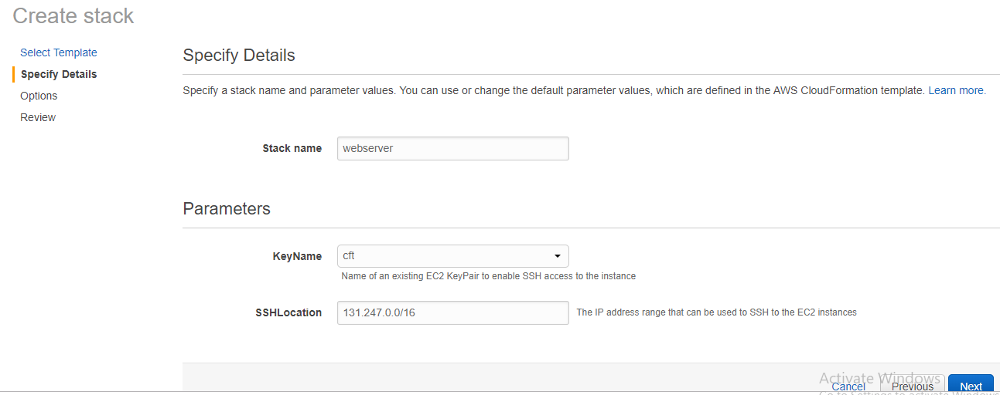 Create stack
Select Template
Specify Details
Options
Review
Specify Details
Specify a stack name and parameter values. You can use or change the default parameter values, which are defined in the AWS CloudFormation template. Learn more.
Stack name webserver
Parameters
KeyName cft
Name of an existing EC2 KeyPair to enable SSH access to the instance
SSHLocation 131.247.0.0/16 The IP address range that can be used to SSH to the EC2 instances
Activate Windows
Cancel Previous Next
Go to Settings to activate Windows